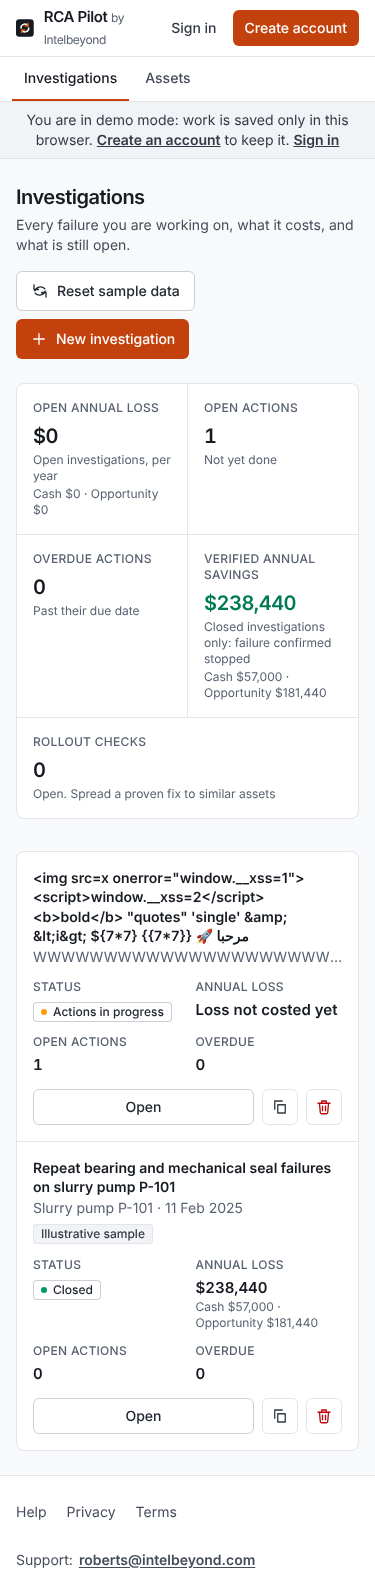 RCA Pilot by
Intelbeyond
Sign in
Create account
Investigations
Assets
You are in demo mode: work is saved only in this
browser. Create an account to keep it. Sign in
Investigations
Every failure you are working on, what it costs, and
what is still open.
Reset sample data
New investigation
OPEN ANNUAL LOSS
$0
Open investigations, per
year
Cash $0 · Opportunity
$0
OPEN ACTIONS
1
Not yet done
OVERDUE ACTIONS
0
Past their due date
VERIFIED ANNUAL
SAVINGS
$238,440
Closed investigations
only: failure confirmed
stopped
Cash $57,000 ·
Opportunity $181,440
ROLLOUT CHECKS
0
Open. Spread a proven fix to similar assets
<img src=x onerror="window.__xss=1">
<script>window.__xss=2</script>
<b>bold</b> "quotes" 'single' &amp;
&lt;i&gt; ${7*7} {{7*7}} 🚀 مرحبا
WWWWWWWWWWWWWWWWWWWWW...
STATUS
Actions in progress
ANNUAL LOSS
Loss not costed yet
OPEN ACTIONS
1
OVERDUE
0
Open
Repeat bearing and mechanical seal failures
on slurry pump P-101
Slurry pump P-101 · 11 Feb 2025
Illustrative sample
STATUS
Closed
ANNUAL LOSS
$238,440
Cash $57,000 ·
Opportunity $181,440
OPEN ACTIONS
0
OVERDUE
0
Open
Help
Privacy
Terms
Support: roberts@intelbeyond.com